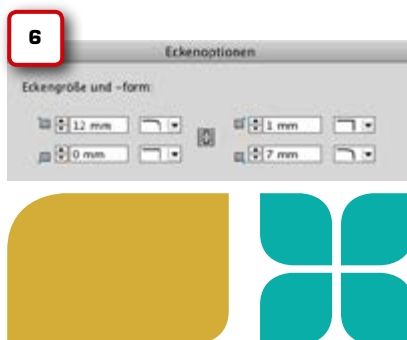 6
Eckenoptionen
Eckengröße und -form:
12 mm 1 mm
0 mm 7 mm